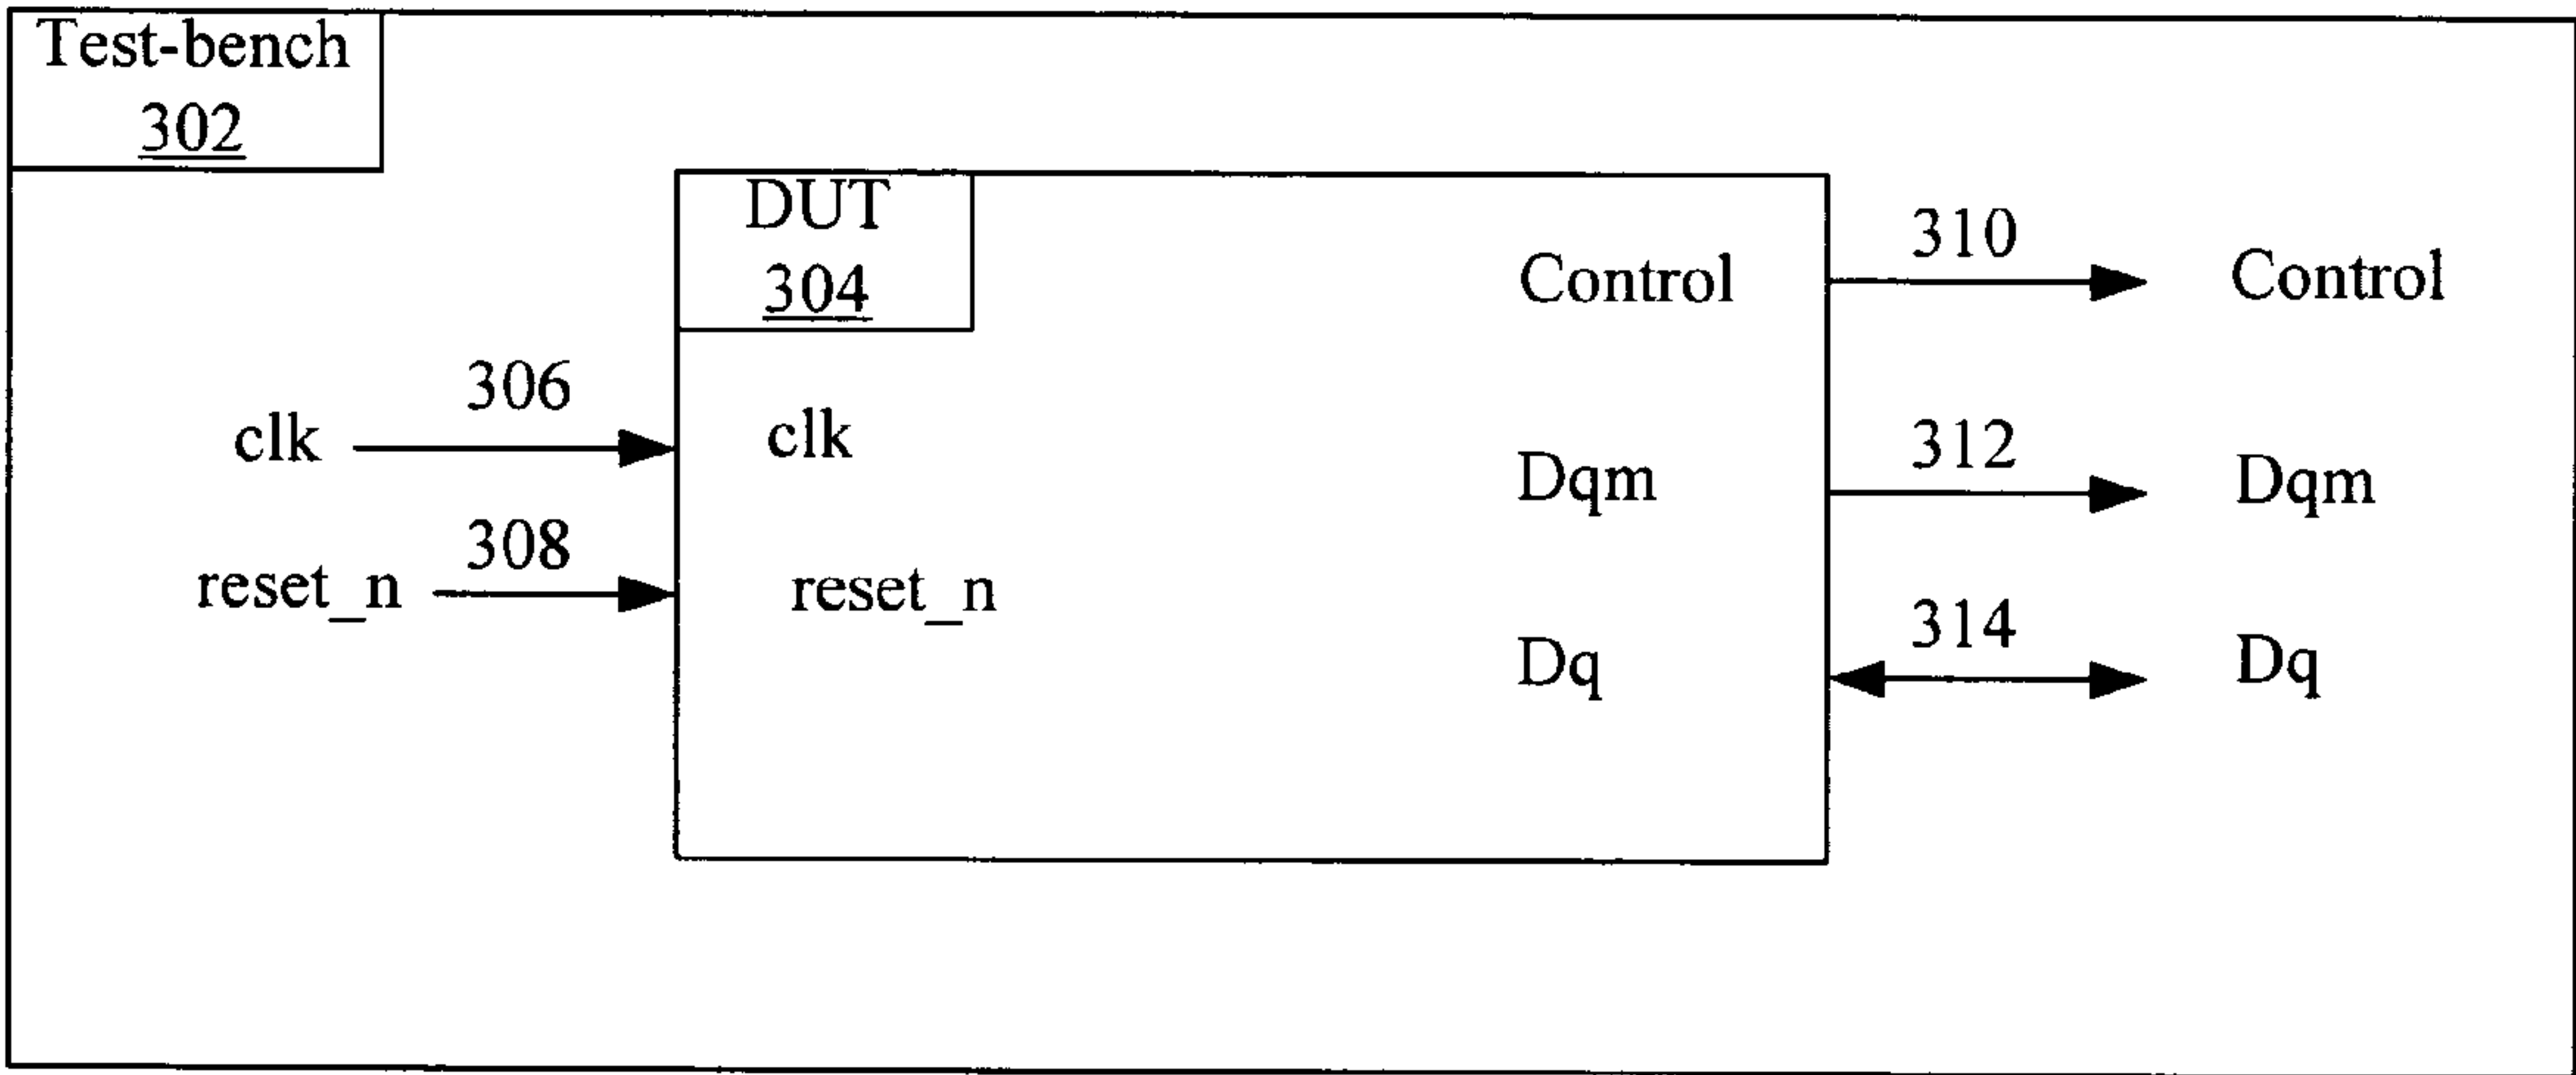 Test-bench
302
DUT
304
310
Control
Control
306
clk
clk
312
Dqm
Dqm
308
reset_n
reset_n
314
Dq
Dq